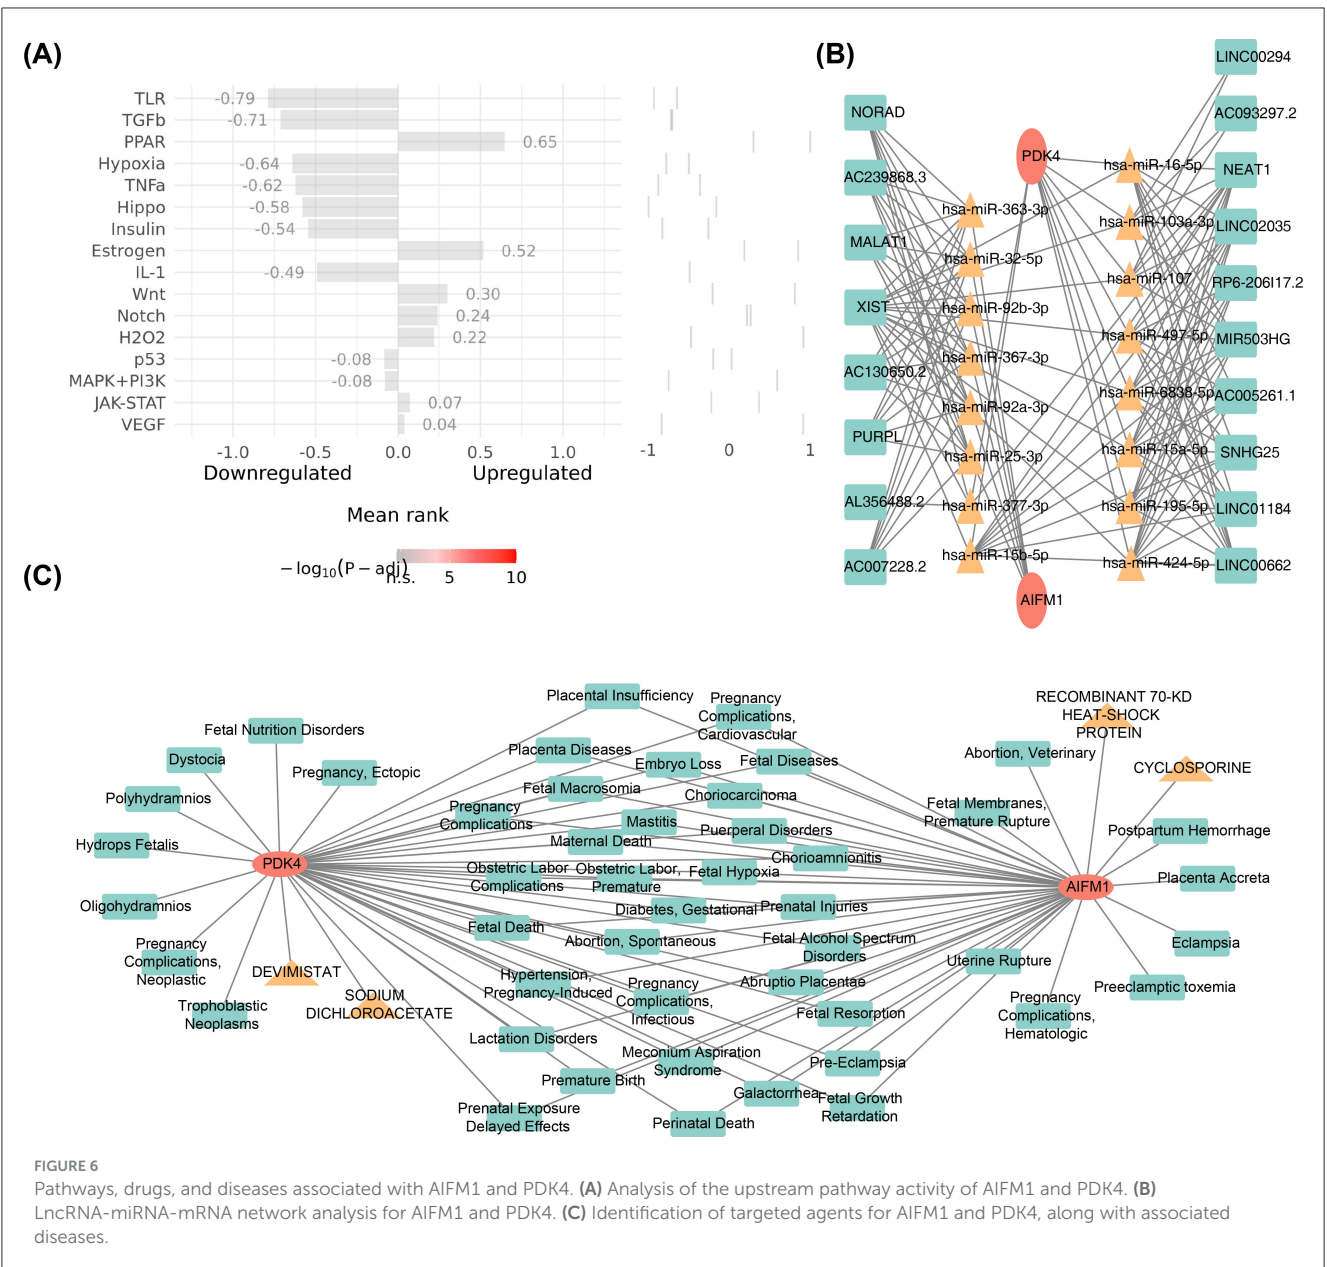 (A)
TLR -0.79
TGFb -0.71
PPAR 0.65
Hypoxia -0.64
TNFa -0.62
Hippo -0.58
Insulin -0.54
Estrogen 0.52
IL-1 -0.49
Wnt 0.30
Notch 0.24
H2O2 0.22
p53 -0.08
MAPK+PI3K -0.08
JAK-STAT 0.07
VEGF 0.04
-1.0 -0.5 0.0 0.5 1.0 -1 0 1
Downregulated Upregulated
Mean rank
−log10(P−adj)
n.s. 5 10
(B)
NORAD
AC239868.3
MALAT1
XIST
AC130650.2
PURPL
AL356488.2
AC007228.2
hsa-miR-363-3p
hsa-miR-32-5p
hsa-miR-92b-3p
hsa-miR-367-3p
hsa-miR-92a-3p
hsa-miR-25-3p
hsa-miR-377-3p
hsa-miR-15b-5p
PDK4
AIFM1
hsa-miR-16-5p
hsa-miR-103a-3p
hsa-miR-107
hsa-miR-497-5p
hsa-miR-6838-5p
hsa-miR-15a-5p
hsa-miR-195-5p
hsa-miR-424-5p
LINC00294
AC093297.2
NEAT1
LINC02035
RP6-206I17.2
MIR503HG
AC005261.1
SNHG25
LINC01184
LINC00662
(C)
Fetal Nutrition Disorders
Dystocia
Pregnancy, Ectopic
Polyhydramnios
Hydrops Fetalis
PDK4
Oligohydramnios
Pregnancy
Complications,
Neoplastic
DEVIMISTAT
Trophoblastic
Neoplasms
SODIUM
DICHLOROACETATE
Placental Insufficiency
Pregnancy
Complications,
Cardiovascular
Placenta Diseases
Embryo Loss
Fetal Diseases
Fetal Macrosomia
Choriocarcinoma
Pregnancy
Complications
Mastitis
Puerperal Disorders
Maternal Death
Chorioamnionitis
Obstetric Labor
Complications
Obstetric Labor,
Premature
Fetal Hypoxia
Diabetes, Gestational
Prenatal Injuries
Fetal Death
Abortion, Spontaneous
Fetal Alcohol Spectrum
Disorders
Hypertension,
Pregnancy-Induced
Pregnancy
Complications,
Infectious
Abruptio Placentae
Fetal Resorption
Lactation Disorders
Meconium Aspiration
Syndrome
Pre-Eclampsia
Premature Birth
Galactorrhea
Fetal Growth
Retardation
Prenatal Exposure
Delayed Effects
Perinatal Death
RECOMBINANT 70-KD
HEAT-SHOCK
PROTEIN
Abortion, Veterinary
CYCLOSPORINE
Fetal Membranes,
Premature Rupture
Postpartum Hemorrhage
AIFM1
Placenta Accreta
Eclampsia
Uterine Rupture
Preeclamptic toxemia
Pregnancy
Complications,
Hematologic
FIGURE 6
Pathways, drugs, and diseases associated with AIFM1 and PDK4. (A) Analysis of the upstream pathway activity of AIFM1 and PDK4. (B)
LncRNA-miRNA-mRNA network analysis for AIFM1 and PDK4. (C) Identification of targeted agents for AIFM1 and PDK4, along with associated
diseases.